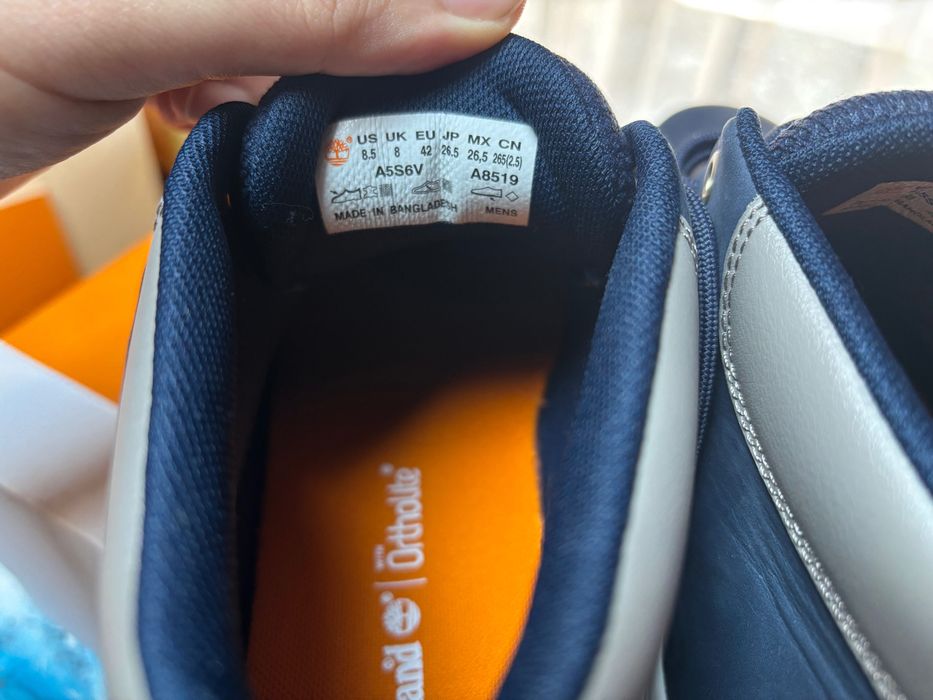 US UK EU JP MX CN
8.5 8 42 26.5 26,5 265(2.5)
A5S6V A8519
MADE IN BANGLADESH MENS
WITH
Ortholite®